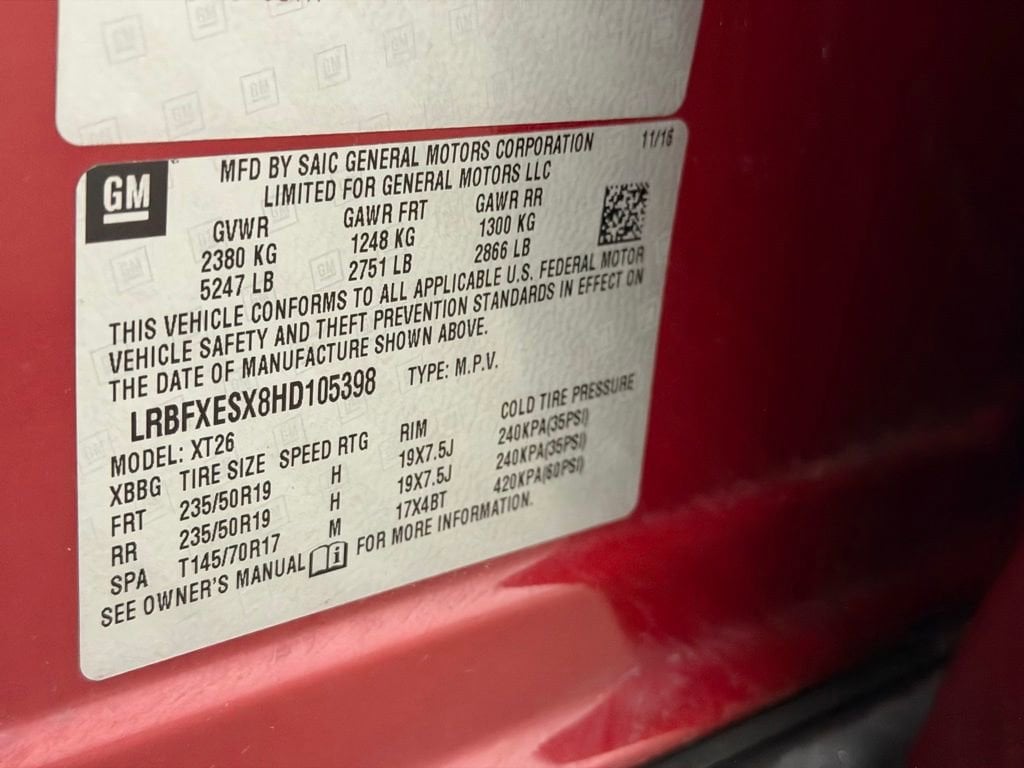 GM
MFD BY SAIC GENERAL MOTORS CORPORATION 11/16
LIMITED FOR GENERAL MOTORS LLC
GVWR GAWR FRT GAWR RR
2380 KG 1248 KG 1300 KG
5247 LB 2751 LB 2866 LB
THIS VEHICLE CONFORMS TO ALL APPLICABLE U.S. FEDERAL MOTOR
VEHICLE SAFETY AND THEFT PREVENTION STANDARDS IN EFFECT ON
THE DATE OF MANUFACTURE SHOWN ABOVE.
LRBFXESX8HD105398 TYPE: M.P.V.
MODEL: XT26
XBBG TIRE SIZE SPEED RTG RIM COLD TIRE PRESSURE
FRT 235/50R19 H 19X7.5J 240KPA(35PSI)
RR 235/50R19 H 19X7.5J 240KPA(35PSI)
SPA T145/70R17 M 17X4BT 420KPA(60PSI)
SEE OWNER'S MANUAL FOR MORE INFORMATION.